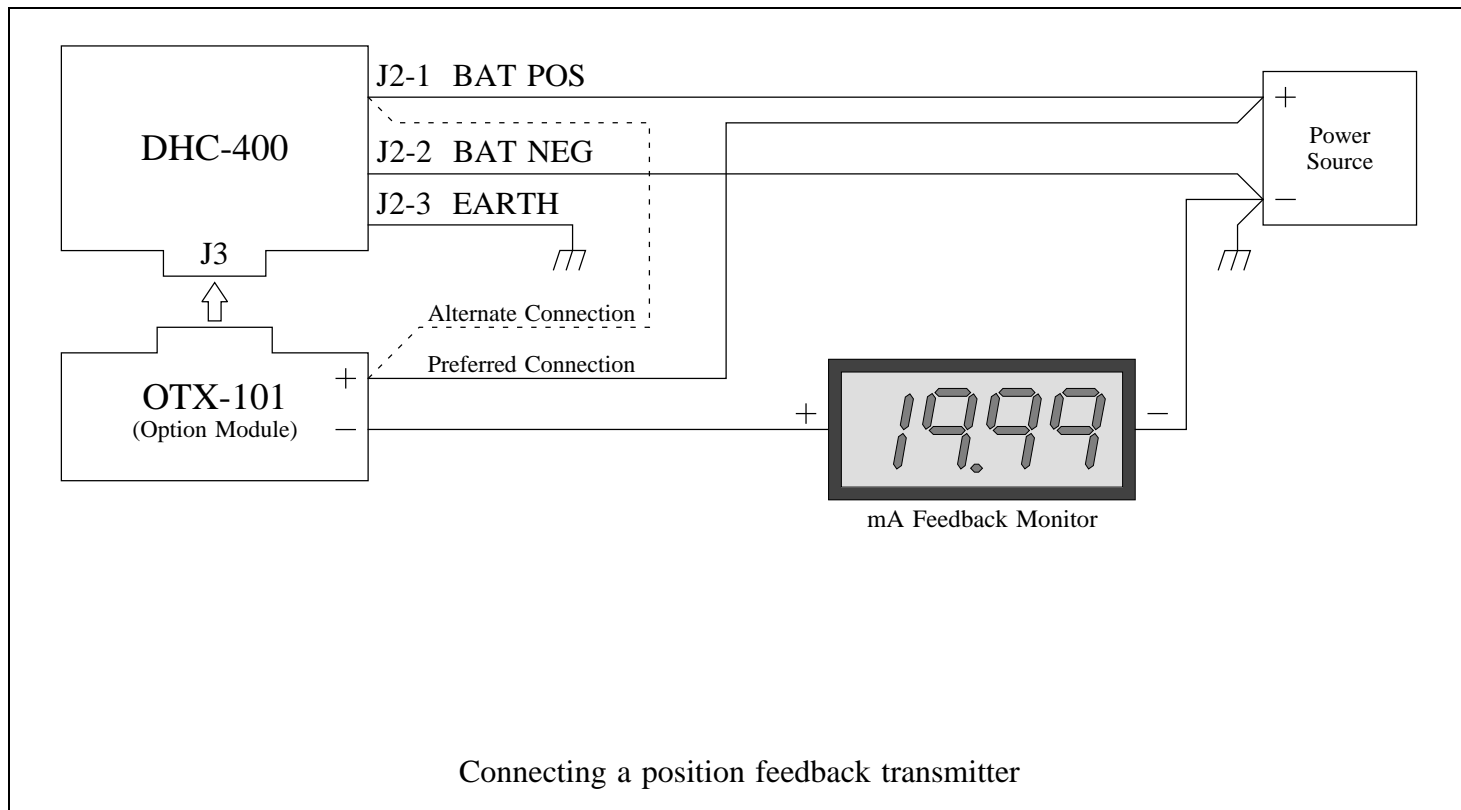 J2-1 BAT POS
DHC-400
J2-2 BAT NEG
J2-3 EARTH
J3
+
Power
Source
−
Alternate Connection
Preferred Connection
OTX-101
(Option Module)
+
−
+
19.99
−
mA Feedback Monitor
Connecting a position feedback transmitter